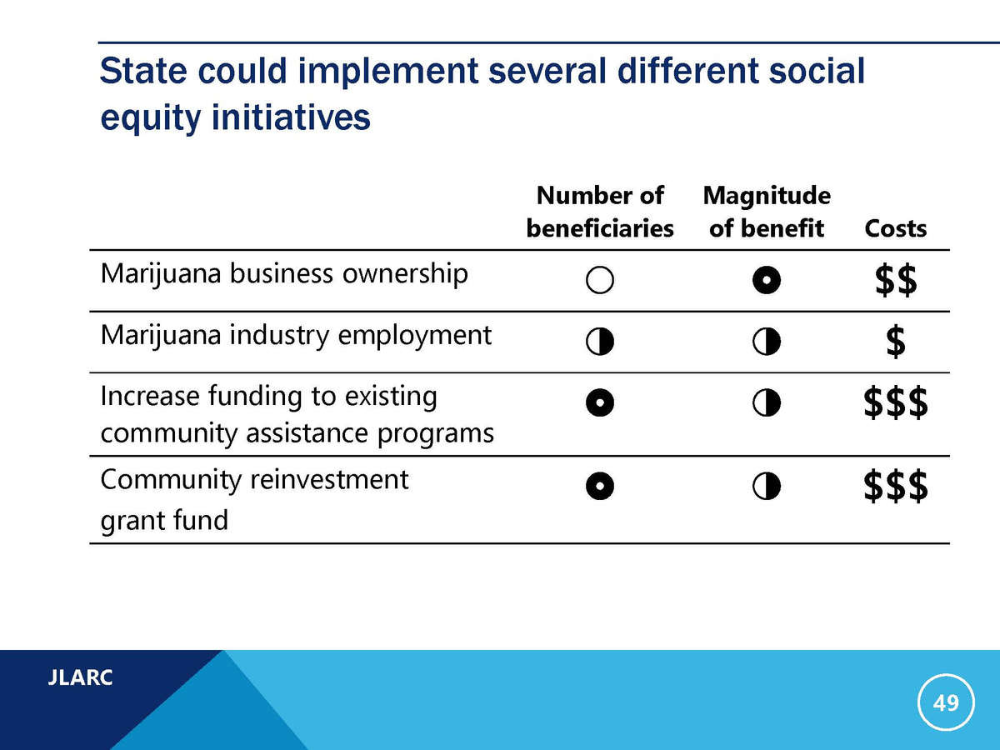 State could implement several different social
equity initiatives
Number of
beneficiaries
Magnitude
of benefit
Costs
Marijuana business ownership
$$
Marijuana industry employment
$
Increase funding to existing
community assistance programs
$$$
Community reinvestment
grant fund
$$$
JLARC
49